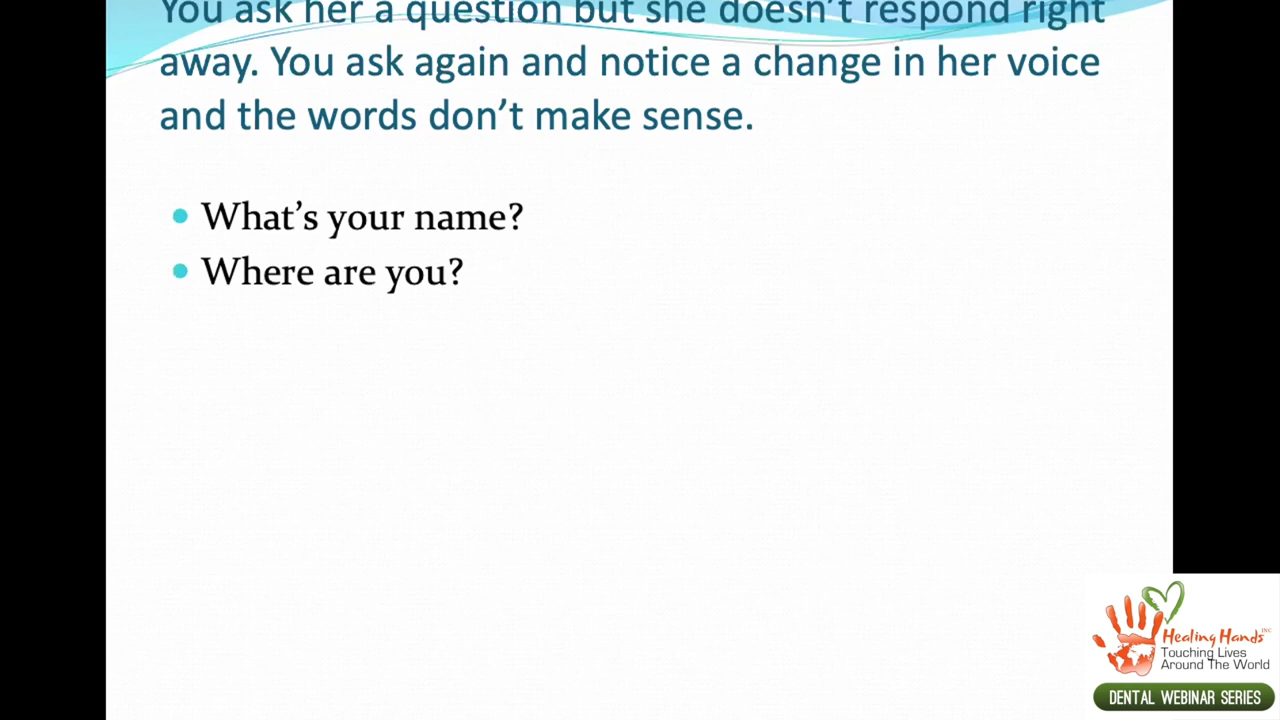 You ask her a question but she doesn’t respond right
away. You ask again and notice a change in her voice
and the words don’t make sense.
• What’s your name?
• Where are you?
Healing Hands INC
Touching Lives
Around The World
DENTAL WEBINAR SERIES